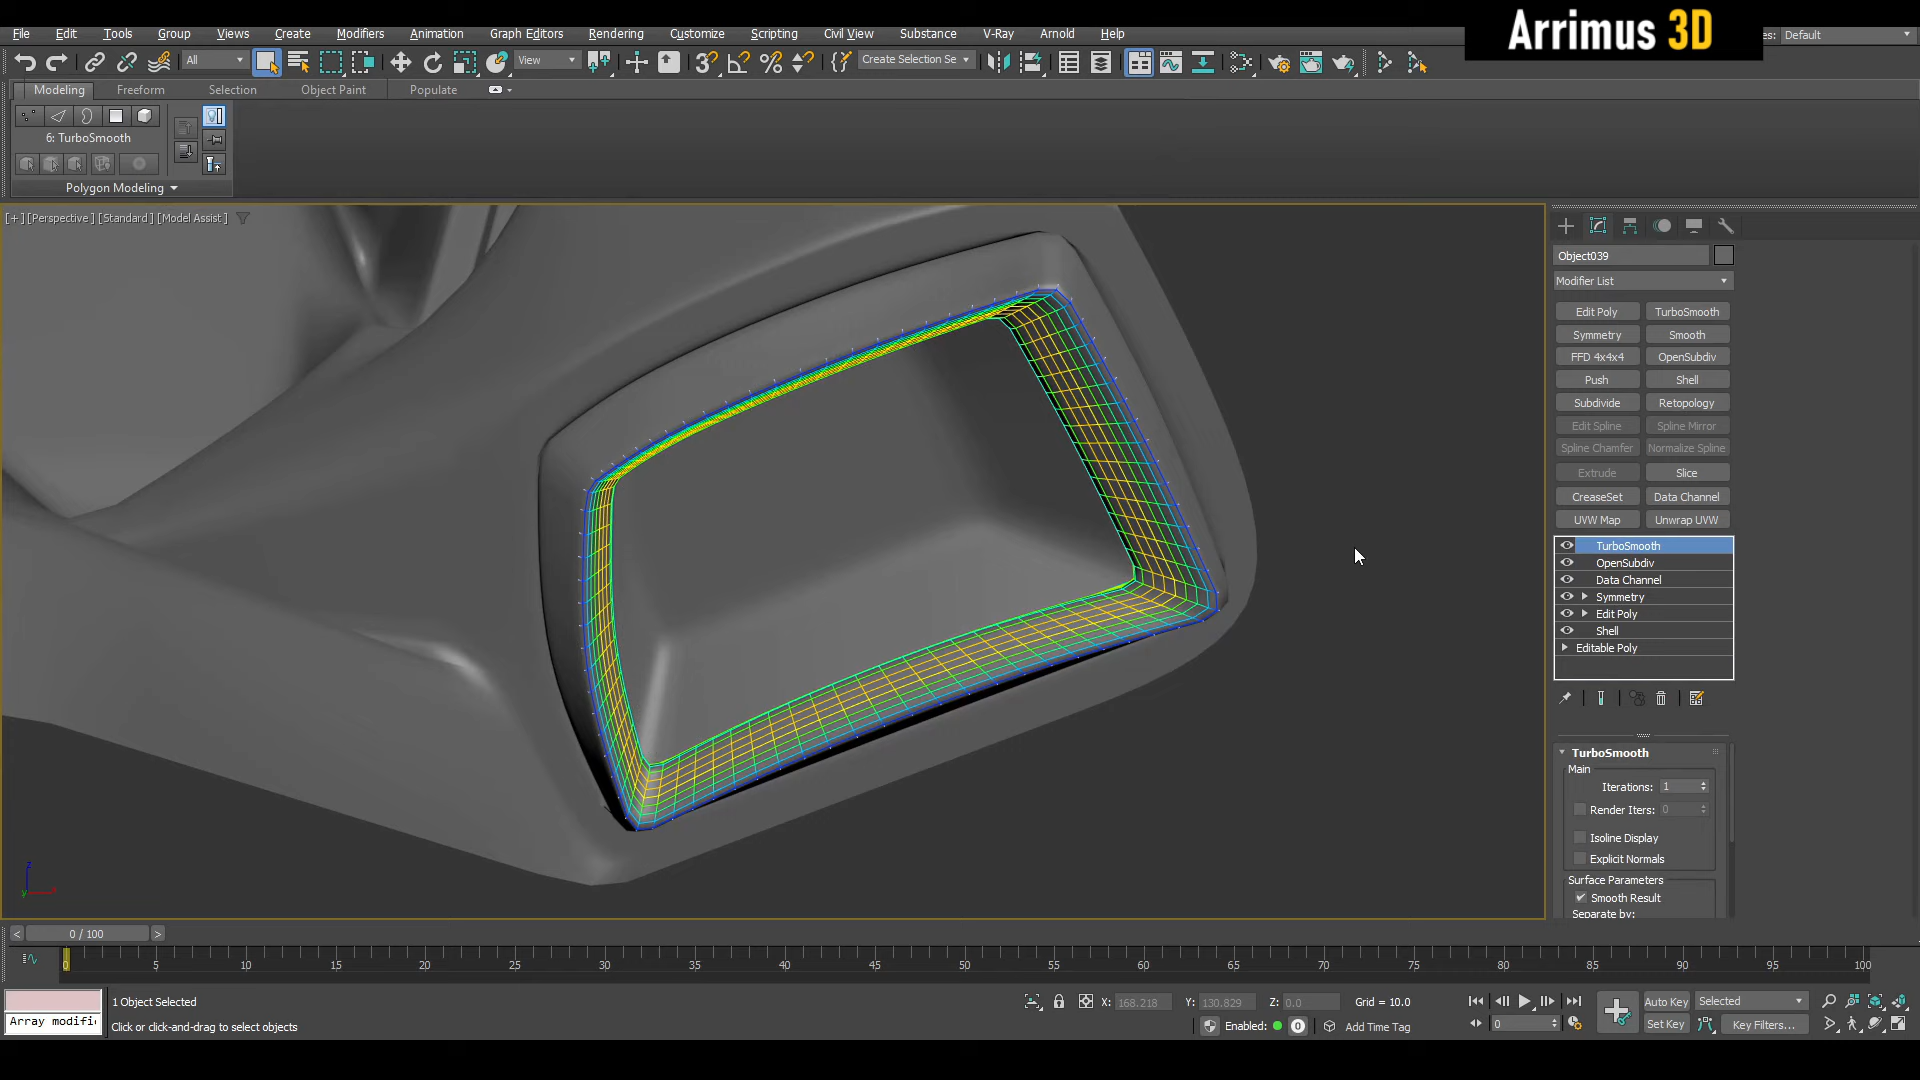 Arrimus 3D
File Edit Tools Group Views Create Modifiers Animation Graph Editors Rendering Customize Scripting Civil View Substance V-Ray Arnold Help
es: Default
All View Create Selection Se
Modeling Freeform Selection Object Paint Populate
6: TurboSmooth
Polygon Modeling
[+] [Perspective] [Standard] [Model Assist]
Object039
Modifier List
Edit Poly TurboSmooth
Symmetry Smooth
FFD 4x4x4 OpenSubdiv
Push Shell
Subdivide Retopology
Edit Spline Spline Mirror
Spline Chamfer Normalize Spline
Extrude Slice
CreaseSet Data Channel
UVW Map Unwrap UVW
TurboSmooth
OpenSubdiv
Data Channel
Symmetry
Edit Poly
Shell
Editable Poly
TurboSmooth
Main
Iterations: 1
Render Iters: 0
Isoline Display
Explicit Normals
Surface Parameters
Smooth Result
Separate by:
z
y
x
< 0 / 100 >
0 5 10 15 20 25 30 35 40 45 50 55 60 65 70 75 80 85 90 95 100
1 Object Selected X: 168.218 Y: 130.829 Z: 0.0 Grid = 10.0 Auto Key Selected
Array modifi
Click or click-and-drag to select objects Enabled: 0 Add Time Tag 0 Set Key Key Filters...